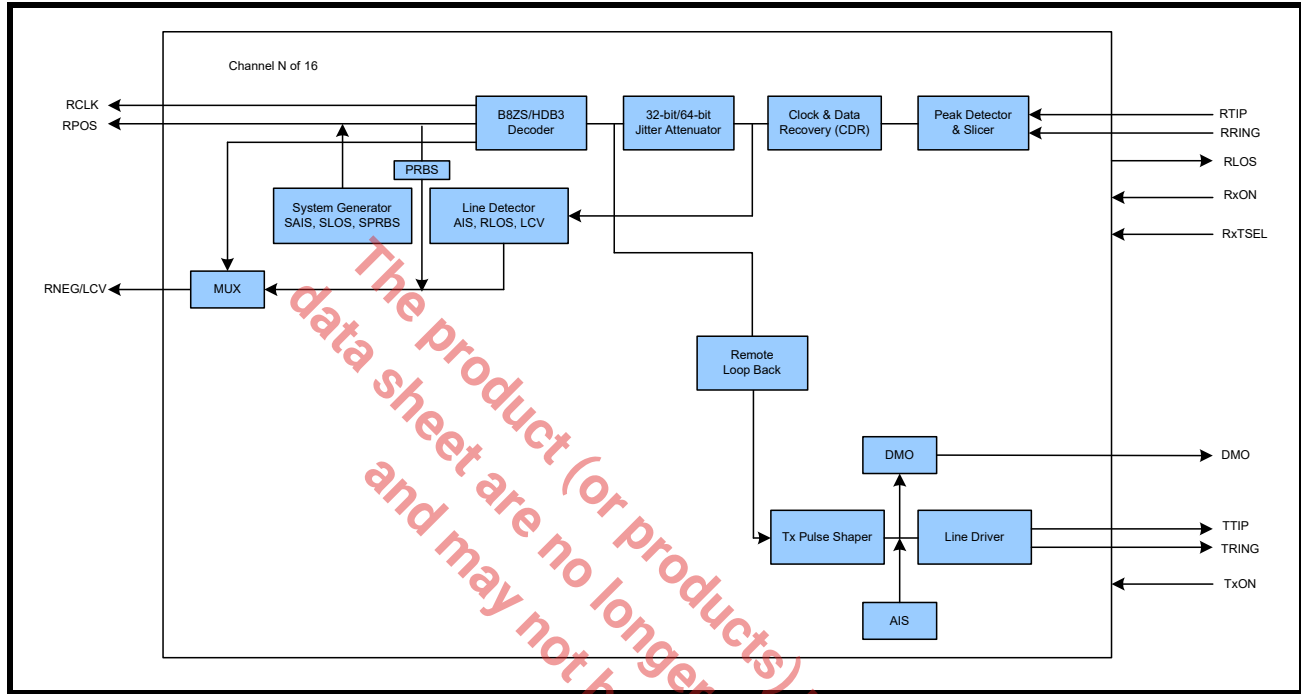 Channel N of 16
RCLK
RPOS
B8ZS/HDB3
Decoder
32-bit/64-bit
Jitter Attenuator
Clock & Data
Recovery (CDR)
Peak Detector
& Slicer
RTIP
RRING
RLOS
PRBS
System Generator
SAIS, SLOS, SPRBS
Line Detector
AIS, RLOS, LCV
RxON
RxTSEL
RNEG/LCV
MUX
Remote
Loop Back
DMO
DMO
Tx Pulse Shaper
Line Driver
TTIP
TRING
TxON
AIS
The product (or products)
data sheet are no longer
and may not